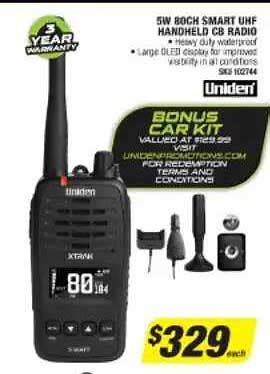 5W 80CH SMART UHF
HANDHELD CB RADIO
• Heavy duty waterproof
• Large OLED display for improved
visibility in all conditions
SKU 102744
Uniden
3
YEAR
WARRANTY
BONUS
CAR KIT
VALUED AT $129.99
VISIT
UNIDENPROMOTIONS.COM
FOR REDEMPTION
TERMS AND
CONDITIONS
Uniden
XTRAK
80
5 WATT
$329 each